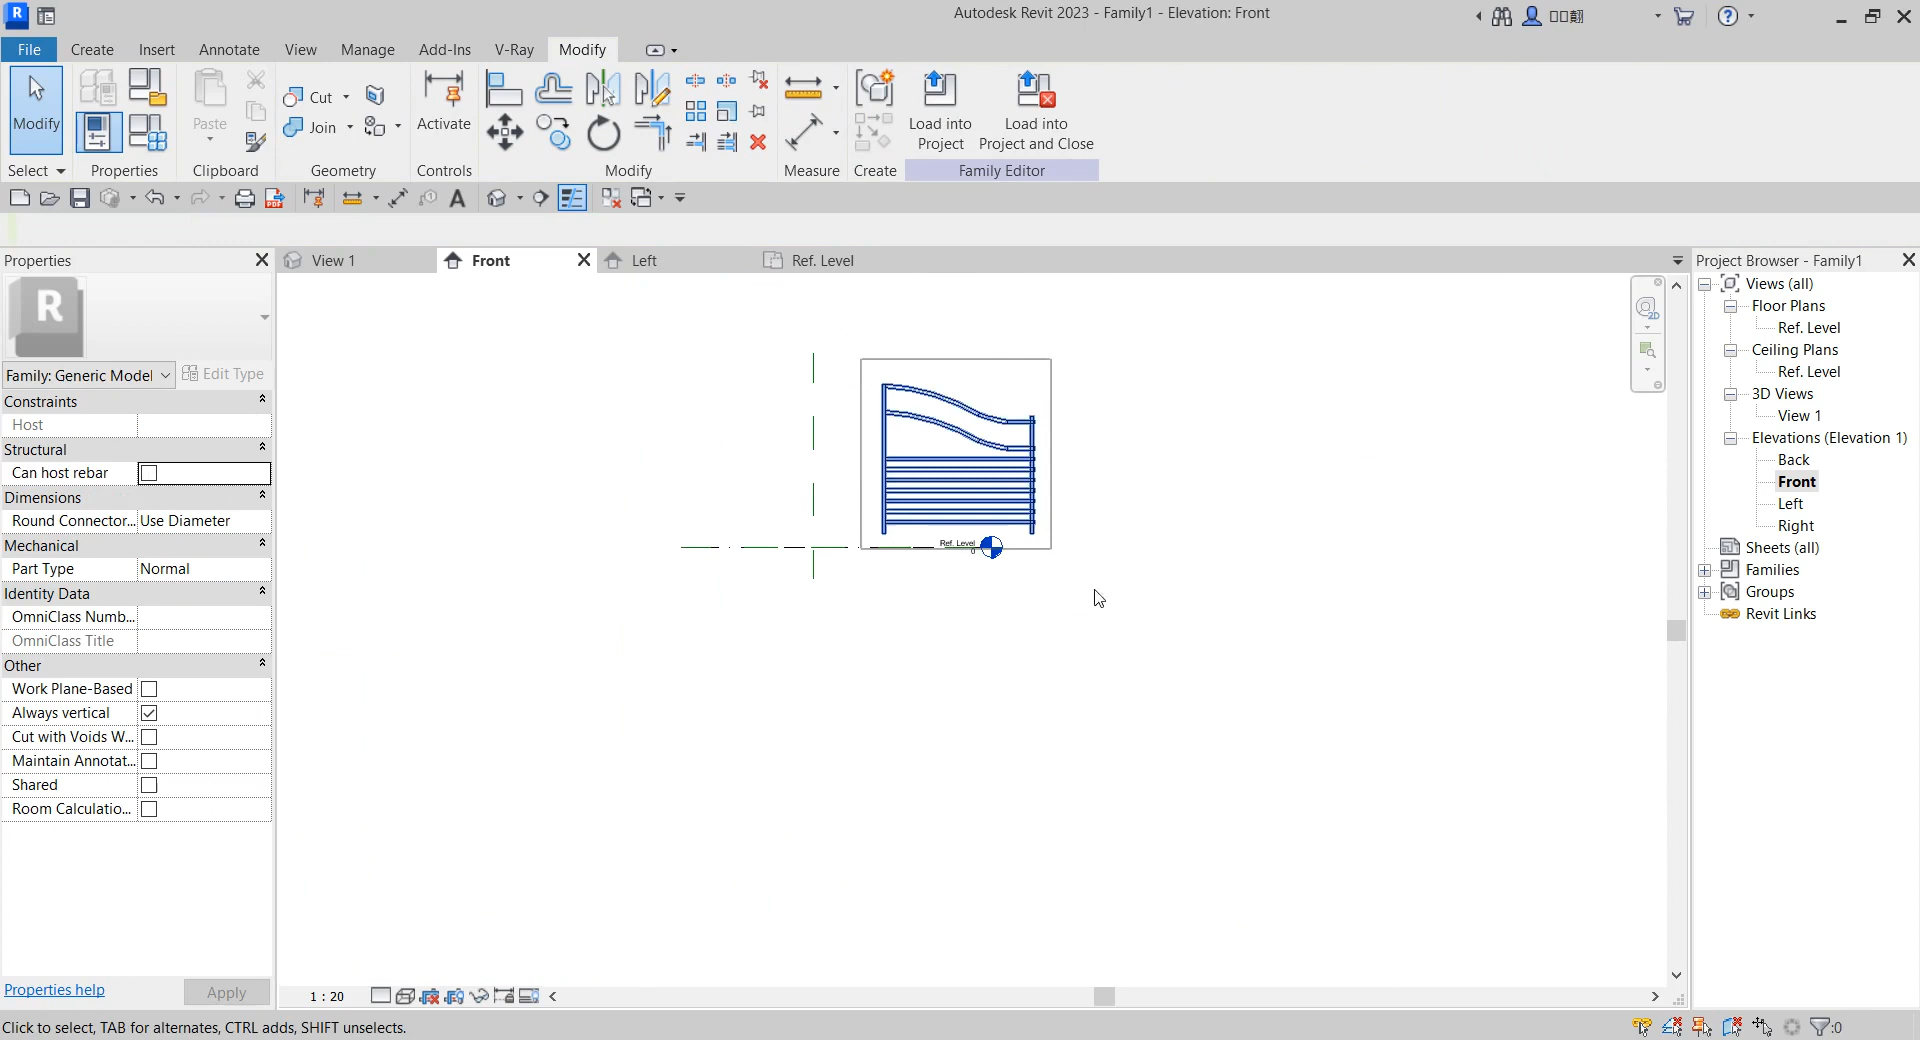 R
Autodesk Revit 2023 - Family1 - Elevation: Front
File
Create
Insert
Annotate
View
Manage
Add-Ins
V-Ray
Modify
Modify
Paste
Cut
Join
Activate
Load into
Project
Load into
Project and Close
Select
Properties
Clipboard
Geometry
Controls
Modify
Measure
Create
Family Editor
PDF
A
Properties
View 1
Front
Left
Ref. Level
Project Browser - Family1
R
Family: Generic Model
Edit Type
Constraints
Host
Structural
Can host rebar
Dimensions
Round Connector...
Use Diameter
Mechanical
Part Type
Normal
Identity Data
OmniClass Numb...
OmniClass Title
Other
Work Plane-Based
Always vertical
Cut with Voids W...
Maintain Annotat...
Shared
Room Calculatio...
Properties help
Apply
Ref. Level
0
2D
Views (all)
Floor Plans
Ref. Level
Ceiling Plans
Ref. Level
3D Views
View 1
Elevations (Elevation 1)
Back
Front
Left
Right
Sheets (all)
Families
Groups
Revit Links
1 : 20
Click to select, TAB for alternates, CTRL adds, SHIFT unselects.
:0